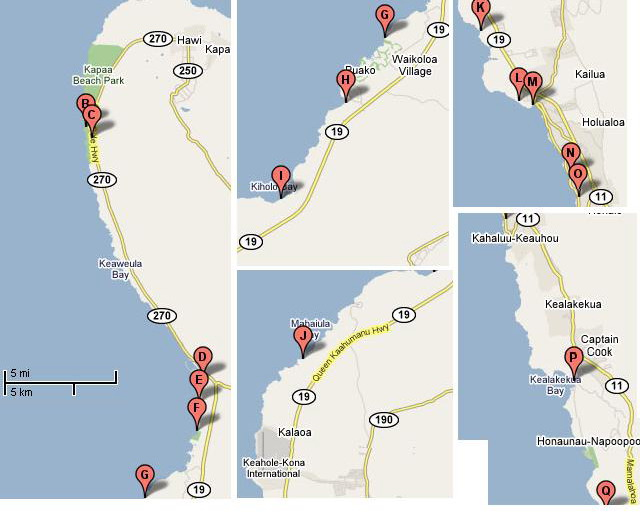 270
Hawi
Kapa
250
Kapaa
Beach Park
B
C
e Hwy
270
Keaweula
Bay
270
5 mi
5 km
D
E
F
G
19
G
19
Waikoloa
Village
Puako
H
19
I
Kiholo Bay
19
Mahaiula
Bay
J
19
Queen Kaahumanu Hwy
19
190
Kalaoa
Keahole-Kona
International
K
19
L
M
Kailua
Holualoa
N
O
11
11
Kahaluu-Keauhou
Kealakekua
Captain
Cook
P
Kealakekua
Bay
11
Honaunau-Napoopoo
Mamalahoa
Q